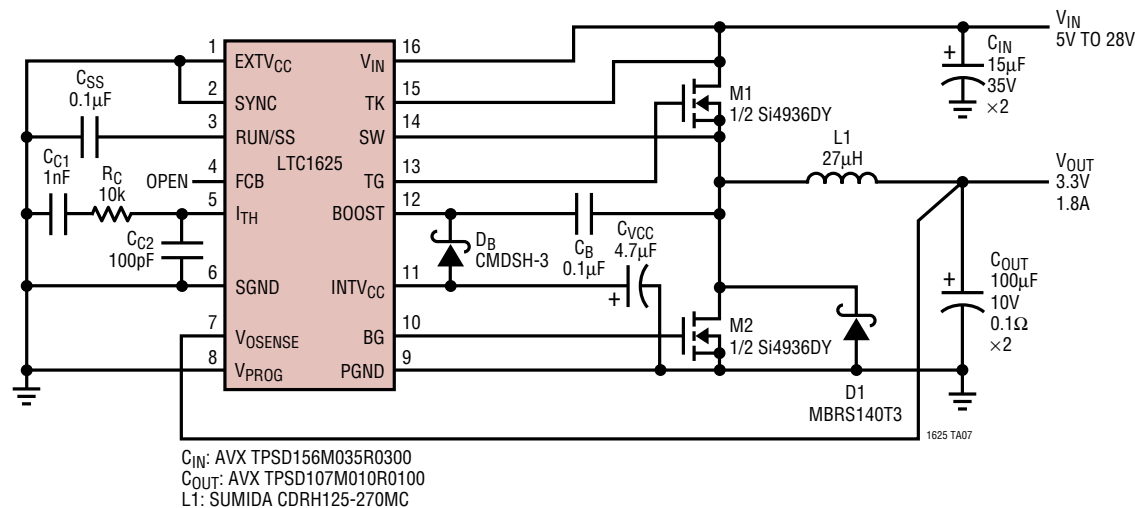 V_IN
5V TO 28V
C_IN
15µF
35V
×2
+
1
EXTV_CC
2
SYNC
3
RUN/SS
4
FCB
5
I_TH
6
SGND
7
V_OSENSE
8
V_PROG
LTC1625
16
V_IN
15
TK
14
SW
13
TG
12
BOOST
11
INTV_CC
10
BG
9
PGND
C_SS
0.1µF
C_C1
1nF
R_C
10k
OPEN
C_C2
100pF
M1
1/2 Si4936DY
L1
27µH
V_OUT
3.3V
1.8A
D_B
CMDSH-3
C_B
0.1µF
C_VCC
4.7µF
+
M2
1/2 Si4936DY
+
C_OUT
100µF
10V
0.1Ω
×2
D1
MBRS140T3
1625 TA07
C_IN: AVX TPSD156M035R0300
C_OUT: AVX TPSD107M010R0100
L1: SUMIDA CDRH125-270MC